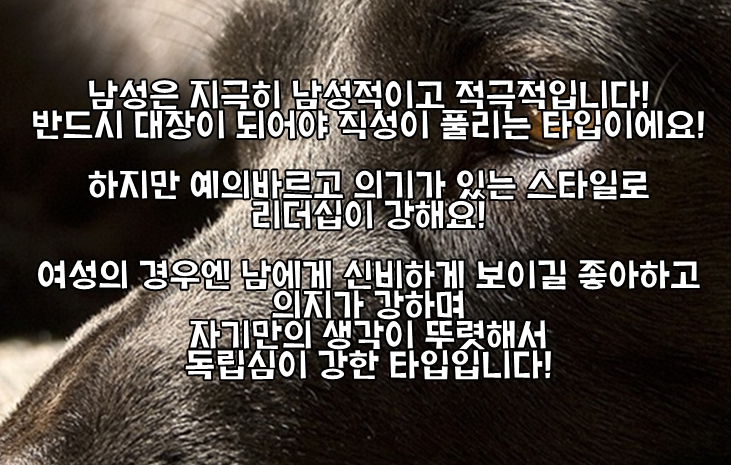 남성은 지극히 남성적이고 적극적입니다!
반드시 대장이 되어야 직성이 풀리는 타입이에요!
하지만 예의바르고 의기가 있는 스타일로
리더십이 강해요!
여성의 경우엔 남에게 신비하게 보이길 좋아하고
의지가 강하며
자기만의 생각이 뚜렷해서
독립심이 강한 타입입니다!